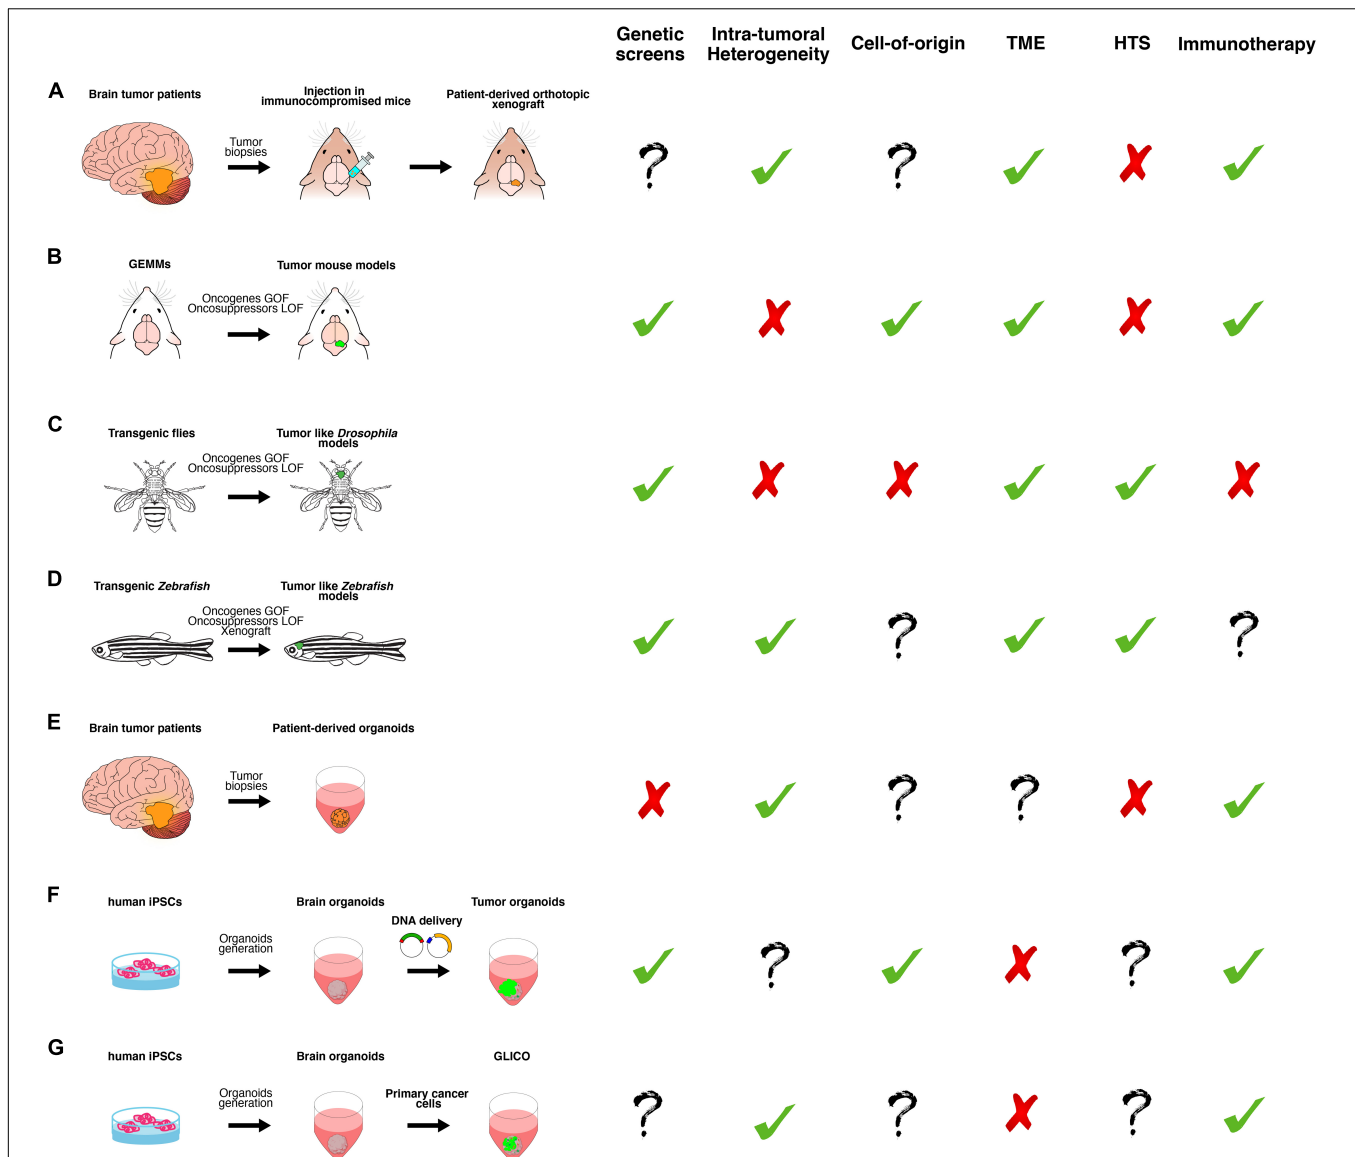 Genetic
screens
Intra-tumoral
Heterogeneity
Cell-of-origin
TME
HTS
Immunotherapy
A
Brain tumor patients
Tumor
biopsies
Injection in
immunocompromised mice
Patient-derived orthotopic
xenograft
B
GEMMs
Oncogenes GOF
Oncosuppressors LOF
Tumor mouse models
C
Transgenic flies
Oncogenes GOF
Oncosuppressors LOF
Tumor like Drosophila
models
D
Transgenic Zebrafish
Oncogenes GOF
Oncosuppressors LOF
Xenograft
Tumor like Zebrafish
models
E
Brain tumor patients
Tumor
biopsies
Patient-derived organoids
F
human iPSCs
Organoids
generation
Brain organoids
DNA delivery
Tumor organoids
G
human iPSCs
Organoids
generation
Brain organoids
Primary cancer
cells
GLICO